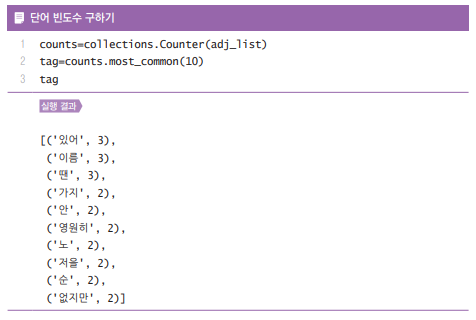 단어 빈도수 구하기
1 counts=collections.Counter(adj_list)
2 tag=counts.most_common(10)
3 tag
실행 결과
[('있어', 3),
('이름', 3),
('땐', 3),
('가지', 2),
('안', 2),
('영원히', 2),
('노', 2),
('저올', 2),
('순', 2),
('없지만', 2)]